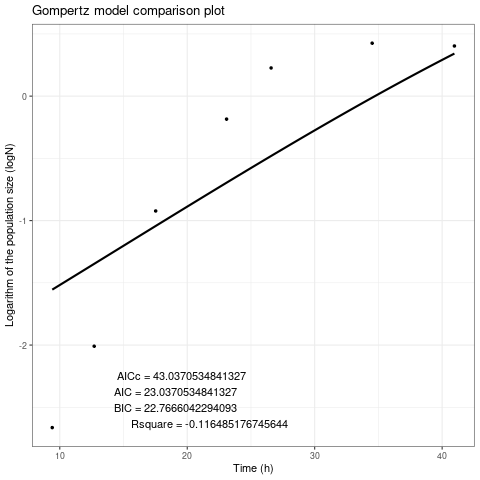 Gompertz model comparison plot
Logarithm of the population size (logN)
0
-1
-2
AICc = 43.0370534841327
AIC = 23.0370534841327
BIC = 22.7666042294093
Rsquare = -0.116485176745644
10 20 30 40
Time (h)